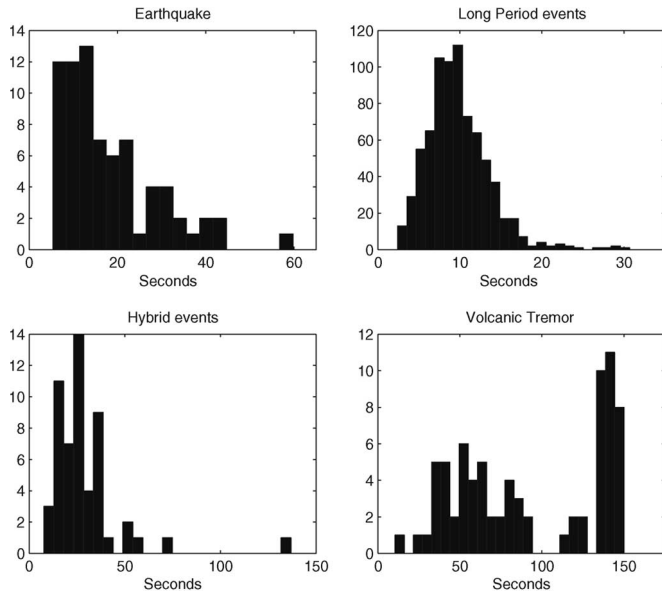 Earthquake
14
12
10
8
6
4
2
0
0 20 40 60
Seconds
Long Period events
120
100
80
60
40
20
0
0 10 20 30
Seconds
Hybrid events
14
12
10
8
6
4
2
0
0 50 100 150
Seconds
Volcanic Tremor
12
10
8
6
4
2
0
0 50 100 150
Seconds